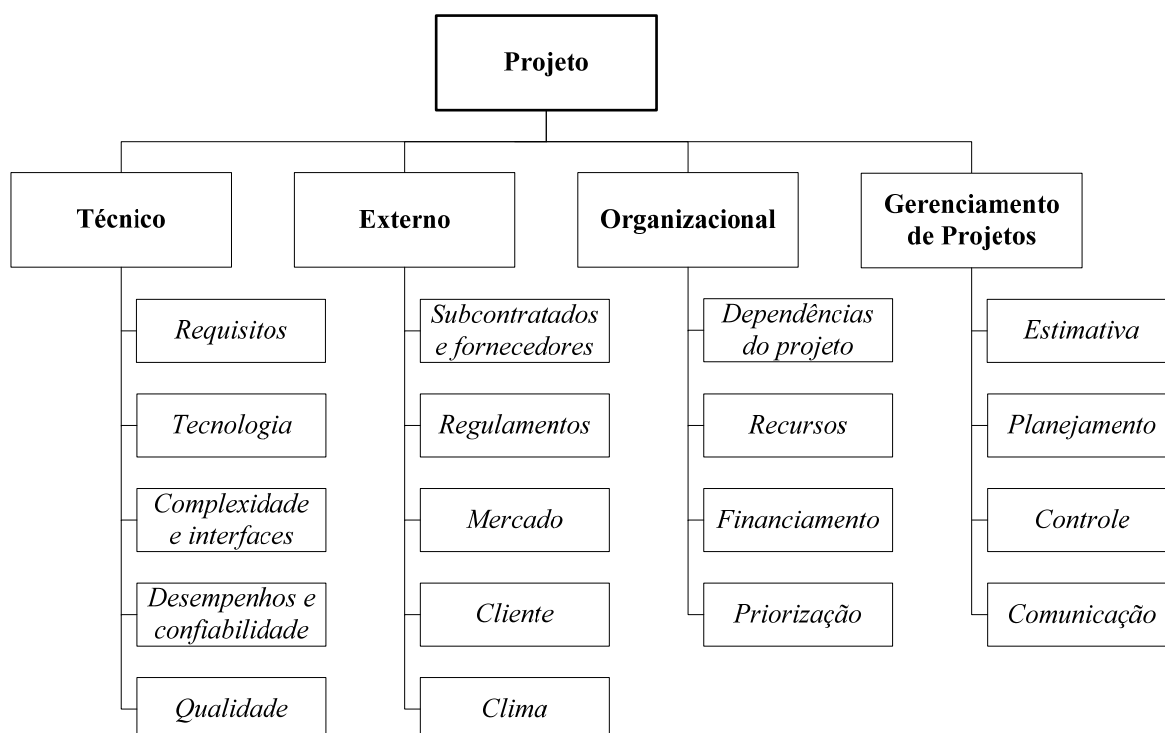 Projeto
Técnico
Externo
Organizacional
Gerenciamento
de Projetos
Requisitos
Tecnologia
Complexidade
e interfaces
Desempenhos e
confiabilidade
Qualidade
Subcontratados
e fornecedores
Regulamentos
Mercado
Cliente
Clima
Dependências
do projeto
Recursos
Financiamento
Priorização
Estimativa
Planejamento
Controle
Comunicação